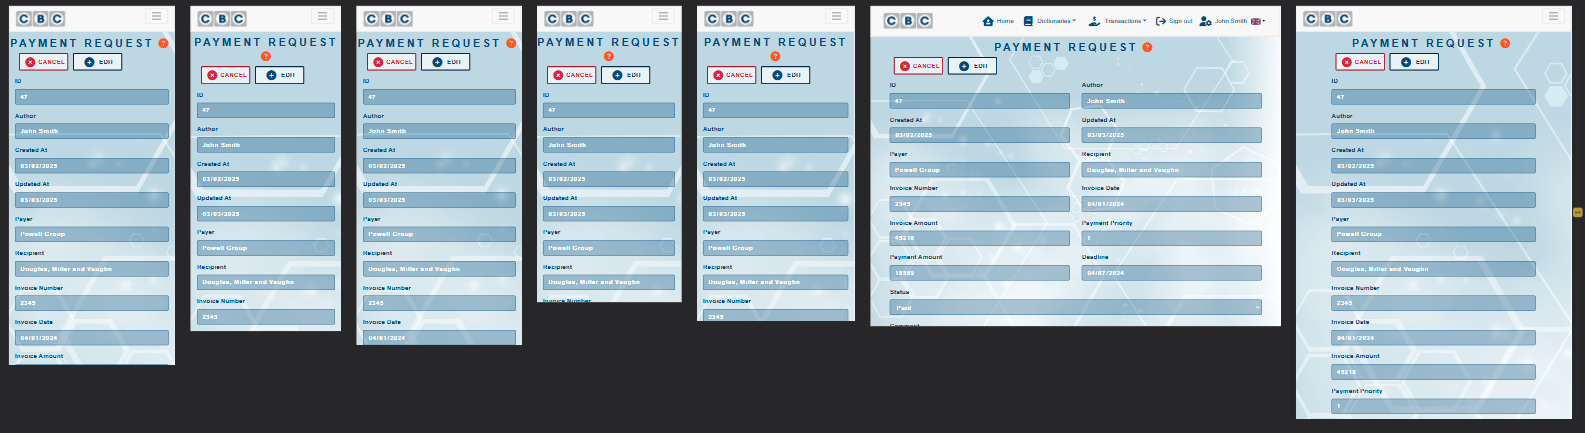 CBC
PAYMENT REQUEST ?
CANCEL
EDIT
ID
47
Author
John Smith
Created At
03/02/2025
Updated At
03/03/2025
Payer
Powell Group
Recipient
Douglas, Miller and Vaughn
Invoice Number
2345
Invoice Date
04/01/2024
Invoice Amount
CBC
PAYMENT REQUEST
?
CANCEL
EDIT
ID
47
Author
John Smith
Created At
03/02/2025
Updated At
03/03/2025
Payer
Powell Group
Recipient
Douglas, Miller and Vaughn
Invoice Number
2345
CBC
PAYMENT REQUEST ?
CANCEL
EDIT
ID
47
Author
John Smith
Created At
03/02/2025
Updated At
03/03/2025
Payer
Powell Group
Recipient
Douglas, Miller and Vaughn
Invoice Number
2345
Invoice Date
04/01/2024
CBC
PAYMENT REQUEST
?
CANCEL
EDIT
ID
47
Author
John Smith
Created At
03/02/2025
Updated At
03/03/2025
Payer
Powell Group
Recipient
Douglas, Miller and Vaughn
Invoice Number
CBC
PAYMENT REQUEST
?
CANCEL
EDIT
ID
47
Author
John Smith
Created At
03/02/2025
Updated At
03/03/2025
Payer
Powell Group
Recipient
Douglas, Miller and Vaughn
Invoice Number
2345
CBC Home Dictionaries Transactions Sign out John Smith
PAYMENT REQUEST ?
CANCEL
EDIT
ID Author
47 John Smith
Created At Updated At
03/02/2025 03/03/2025
Payer Recipient
Powell Group Douglas, Miller and Vaughn
Invoice Number Invoice Date
2345 04/01/2024
Invoice Amount Payment Priority
45218 1
Payment Amount Deadline
18569 04/07/2024
Status
Paid
Comment
CBC
PAYMENT REQUEST ?
CANCEL
EDIT
ID
47
Author
John Smith
Created At
03/02/2025
Updated At
03/03/2025
Payer
Powell Group
Recipient
Douglas, Miller and Vaughn
Invoice Number
2345
Invoice Date
04/01/2024
Invoice Amount
45218
Payment Priority
1